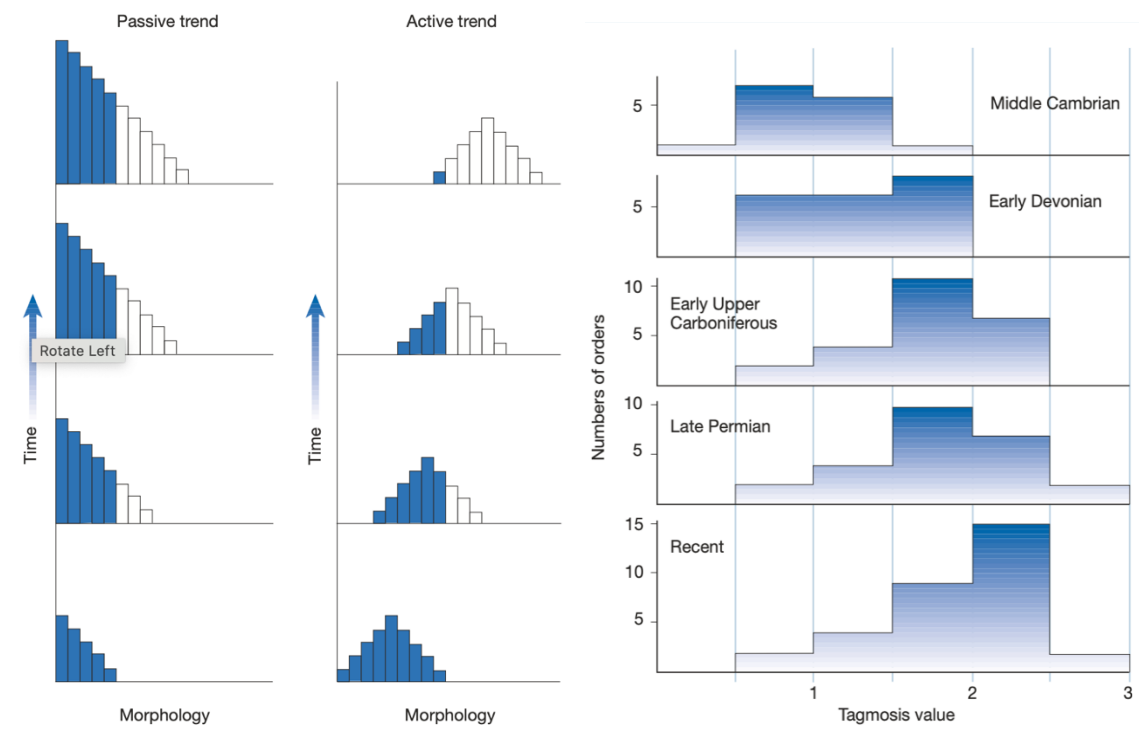 Passive trend
Active trend
Time
Rotate Left
Morphology
Time
Morphology
Numbers of orders
5
Middle Cambrian
5
Early Devonian
10
5
Early Upper
Carboniferous
10
5
Late Permian
15
10
5
Recent
1
2
3
Tagmosis value